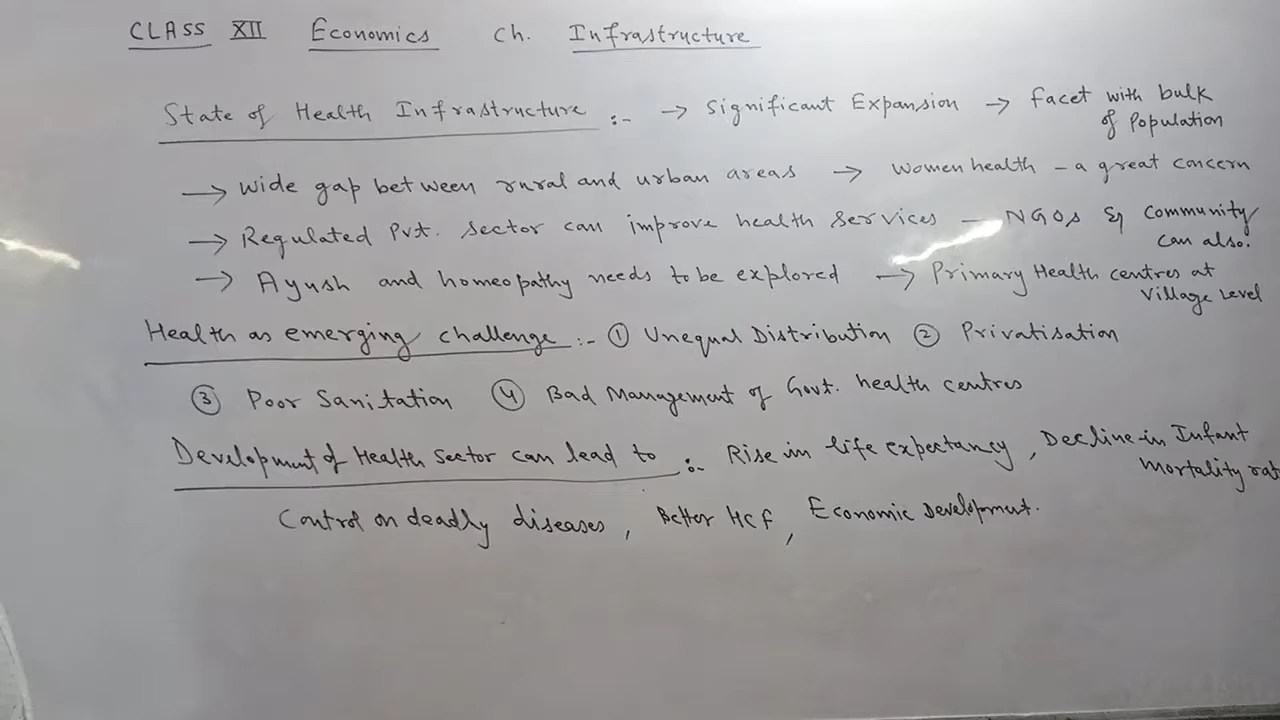 CLASS XII Economics Ch. Infrastructure
State of Health Infrastructure :- → Significant Expansion → facet with bulk
of Population
→ Wide gap between rural and urban areas → Women health - a great concern
→ Regulated Pvt. Sector can improve health services - NGOs & Community
can also.
→ Ayush and homeopathy needs to be explored → Primary Health centres at
Village Level
Health as emerging challenge :- ① Unequal Distribution ② Privatisation
③ Poor Sanitation ④ Bad Management of Govt. health centres
Development of Health Sector can lead to :- Rise in life expectancy, Decline in Infant
Mortality rat
Control on deadly diseases, Better HCF, Economic Development.